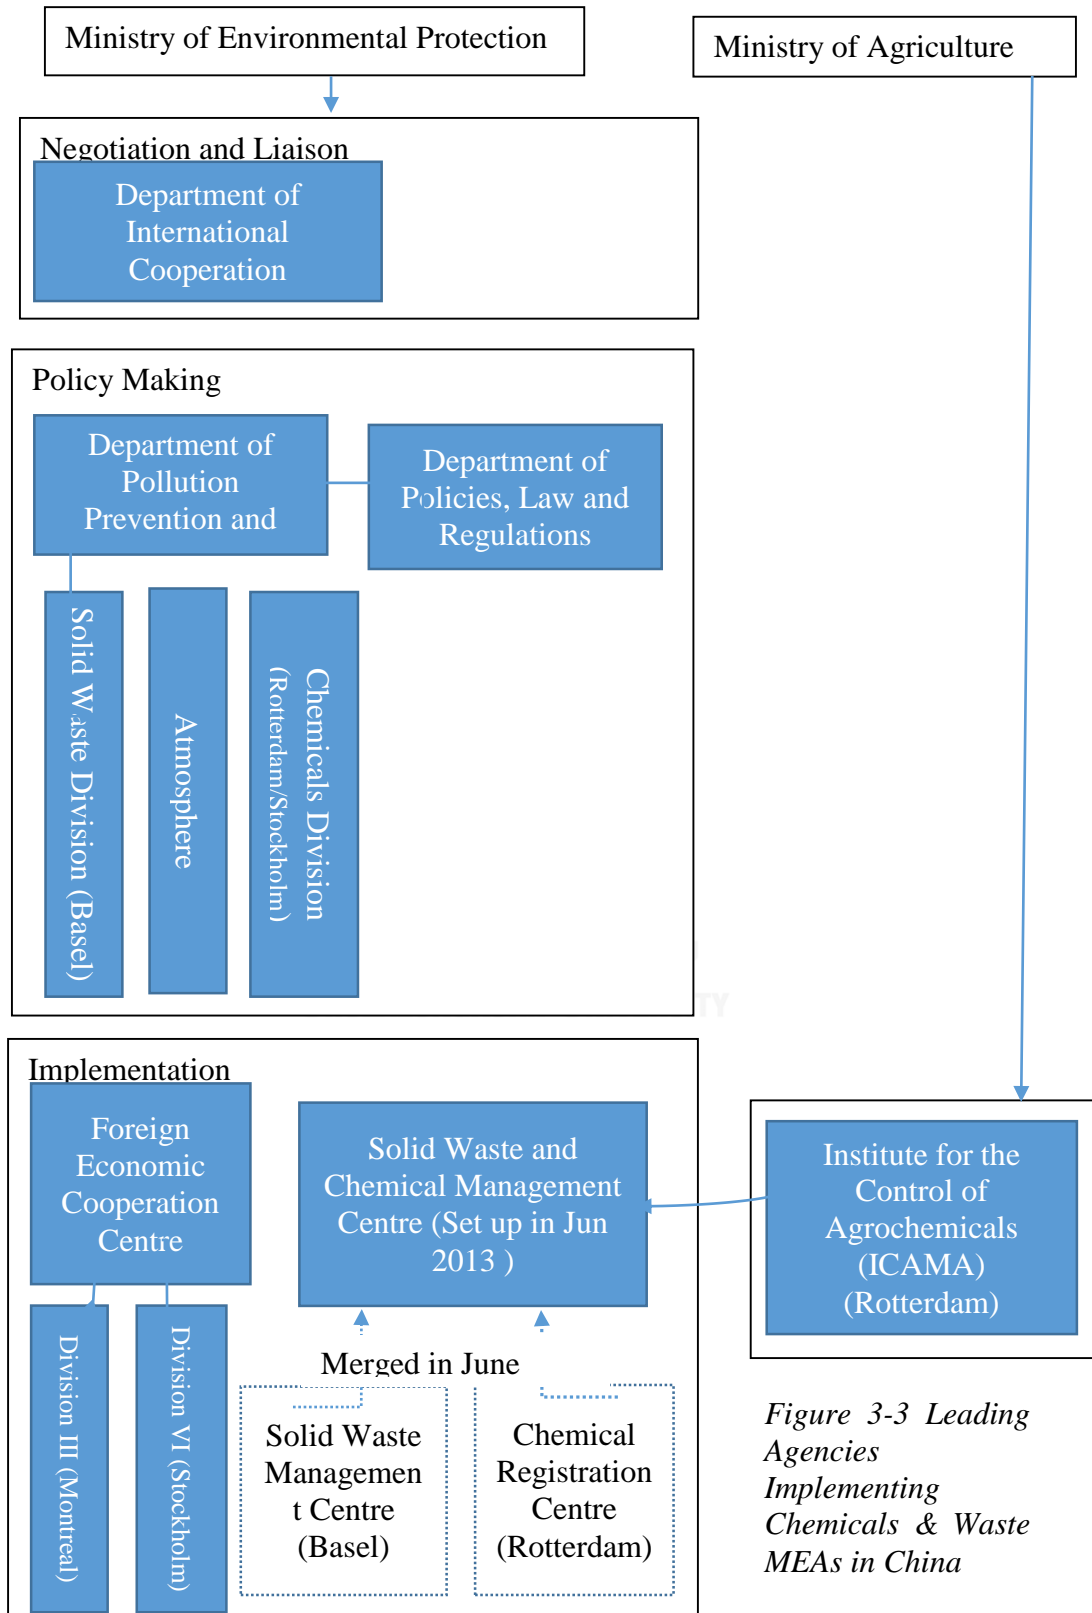 Ministry of Environmental Protection
Ministry of Agriculture
Negotiation and Liaison
Department of
International
Cooperation
Policy Making
Department of
Pollution
Prevention and
Department of
Policies, Law and
Regulations
Solid Waste Division (Basel)
Atmosphere
Chemicals Division
(Rotterdam/Stockholm)
TY
Implementation
Foreign
Economic
Cooperation
Centre
Solid Waste and
Chemical Management
Centre (Set up in Jun
2013 )
Institute for the
Control of
Agrochemicals
(ICAMA)
(Rotterdam)
Division III (Montreal)
Division VI (Stockholm)
Merged in June
Solid Waste
Managemen
t Centre
(Basel)
Chemical
Registration
Centre
(Rotterdam)
Figure 3-3 Leading
Agencies
Implementing
Chemicals & Waste
MEAs in China